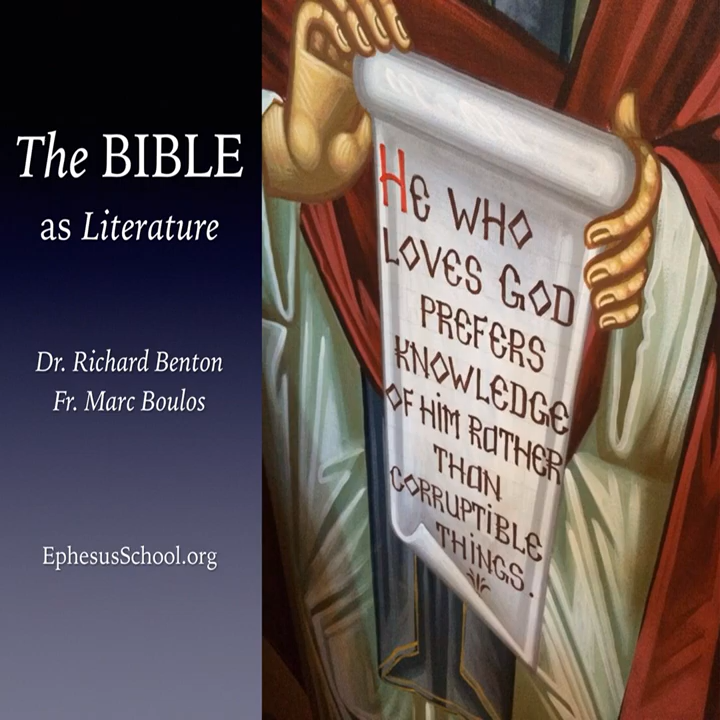 The BIBLE
as Literature
Dr. Richard Benton
Fr. Marc Boulos
EphesusSchool.org
HE WHO
LOVES GOD
PREFERS
KNOWLEDGE
OF HIM RATHER
THAN
CORRUPTIBLE
THINGS.